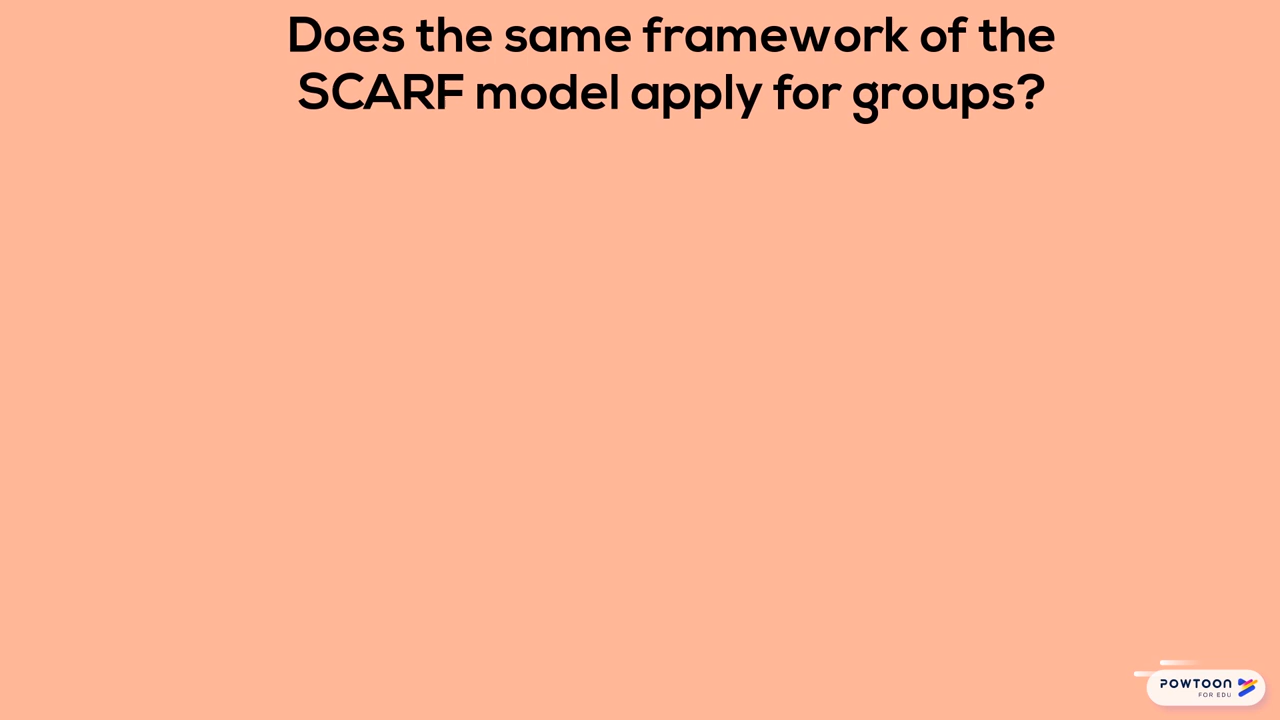 Does the same framework of the
SCARF model apply for groups?
POWTOON
FOR EDU